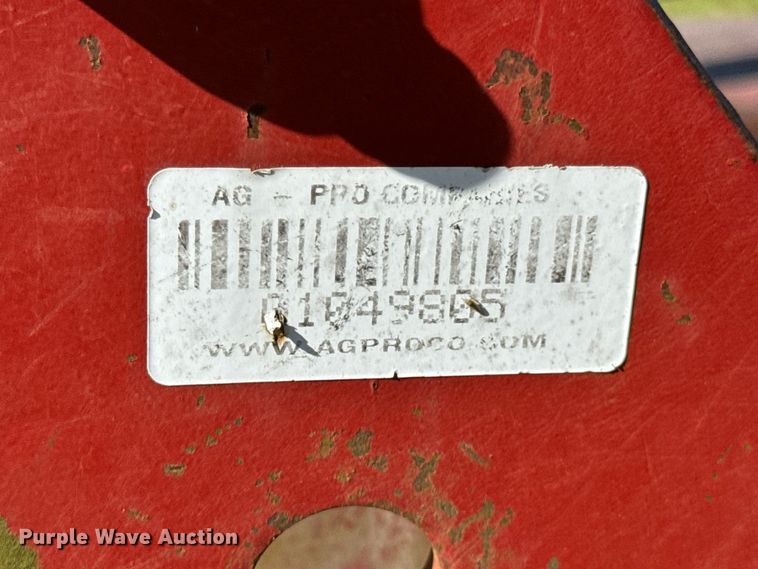 AG - PRO COMPANIES
01049805
WWW.AGPROCO.COM
Purple Wave Auction